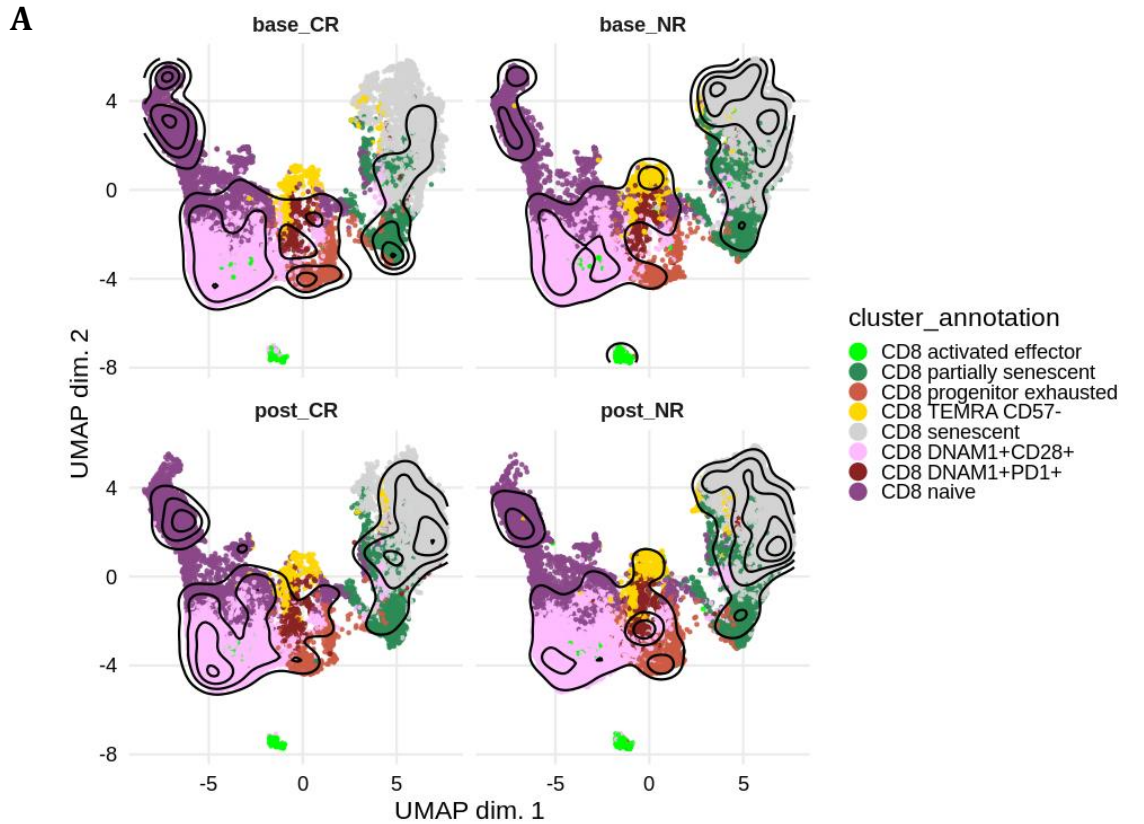 A
base_CR
base_NR
4
0
-4
-8
post_CR
post_NR
4
0
-4
-8
-5
0
5
-5
0
5
UMAP dim. 1
UMAP dim. 2
cluster_annotation
CD8 activated effector
CD8 partially senescent
CD8 progenitor exhausted
CD8 TEMRA CD57-
CD8 senescent
CD8 DNAM1+CD28+
CD8 DNAM1+PD1+
CD8 naive